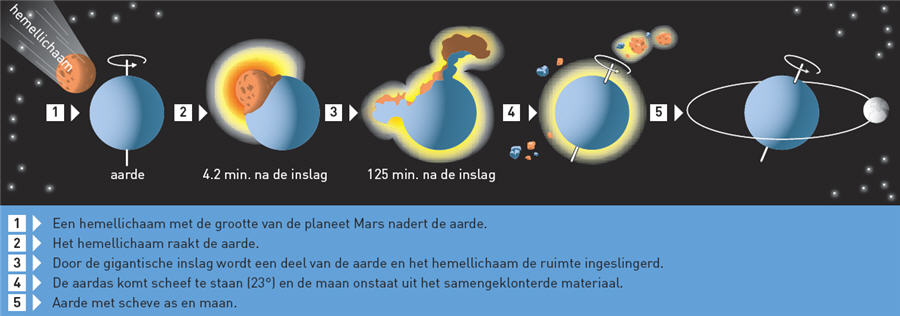 hemellichaam
1
2
3
4
5
aarde
4.2 min. na de inslag
125 min. na de inslag
1 Een hemellichaam met de grootte van de planeet Mars nadert de aarde.
2 Het hemellichaam raakt de aarde.
3 Door de gigantische inslag wordt een deel van de aarde en het hemellichaam de ruimte ingeslingerd.
4 De aardas komt scheef te staan (23°) en de maan onstaat uit het samengeklonterde materiaal.
5 Aarde met scheve as en maan.